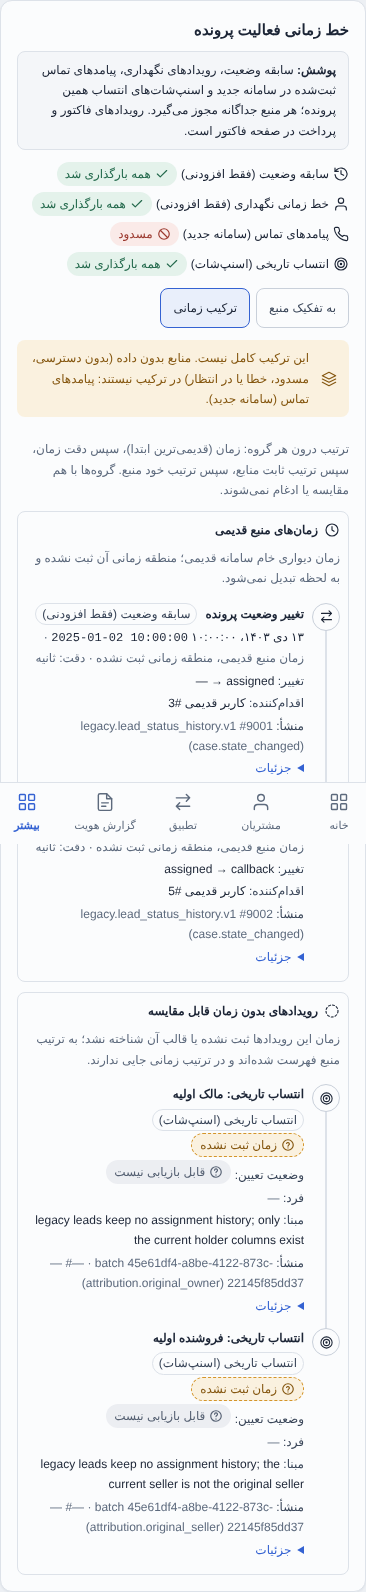 خط زمانی فعالیت پرونده
پوشش: سابقه وضعیت، رویدادهای نگهداری، پیامدهای تماس
ثبت‌شده در سامانه جدید و اسنپ‌شات‌های انتساب همین
پرونده؛ هر منبع جداگانه مجوز می‌گیرد. رویدادهای فاکتور و
پرداخت در صفحه فاکتور است.
سابقه وضعیت (فقط افزودنی) همه بارگذاری شد
خط زمانی نگهداری (فقط افزودنی) همه بارگذاری شد
پیامدهای تماس (سامانه جدید) مسدود
انتساب تاریخی (اسنپ‌شات) همه بارگذاری شد
به تفکیک منبع
ترکیب زمانی
این ترکیب کامل نیست. منابع بدون داده (بدون دسترسی،
مسدود، خطا یا در انتظار) در ترکیب نیستند: پیامدهای
تماس (سامانه جدید).
ترتیب درون هر گروه: زمان (قدیمی‌ترین ابتدا)، سپس دقت زمان،
سپس ترتیب ثابت منابع، سپس ترتیب خود منبع. گروه‌ها با هم
مقایسه یا ادغام نمی‌شوند.
زمان‌های منبع قدیمی
زمان دیواری خام سامانه قدیمی؛ منطقه زمانی آن ثبت نشده و
به لحظه تبدیل نمی‌شود.
تغییر وضعیت پرونده سابقه وضعیت (فقط افزودنی)
۱۳ دی ۱۴۰۳، ۱۰:۰۰:۰۰ 2025-01-02 10:00:00 ·
زمان منبع قدیمی، منطقه زمانی ثبت نشده · دقت: ثانیه
تغییر: — → assigned
اقدام‌کننده: کاربر قدیمی #3
منشأ: legacy.lead_status_history.v1 #9001
(case.state_changed)
جزئیات
خانه
مشتریان
تطبیق
گزارش هویت
بیشتر
زمان منبع قدیمی، منطقه زمانی ثبت نشده · دقت: ثانیه
تغییر: assigned → callback
اقدام‌کننده: کاربر قدیمی #5
منشأ: legacy.lead_status_history.v1 #9002
(case.state_changed)
جزئیات
رویدادهای بدون زمان قابل مقایسه
زمان این رویدادها ثبت نشده یا قالب آن شناخته نشد؛ به ترتیب
منبع فهرست شده‌اند و در ترتیب زمانی جایی ندارند.
انتساب تاریخی: مالک اولیه
انتساب تاریخی (اسنپ‌شات)
زمان ثبت نشده
وضعیت تعیین: قابل بازیابی نیست
فرد: —
مبنا: legacy leads keep no assignment history; only
the current holder columns exist
منشأ: — #— · batch 45e61df4-a8be-4122-873c-
22145f85dd37 (attribution.original_owner)
جزئیات
انتساب تاریخی: فروشنده اولیه
انتساب تاریخی (اسنپ‌شات)
زمان ثبت نشده
وضعیت تعیین: قابل بازیابی نیست
فرد: —
مبنا: legacy leads keep no assignment history; the
current seller is not the original seller
منشأ: — #— · batch 45e61df4-a8be-4122-873c-
22145f85dd37 (attribution.original_seller)
جزئیات